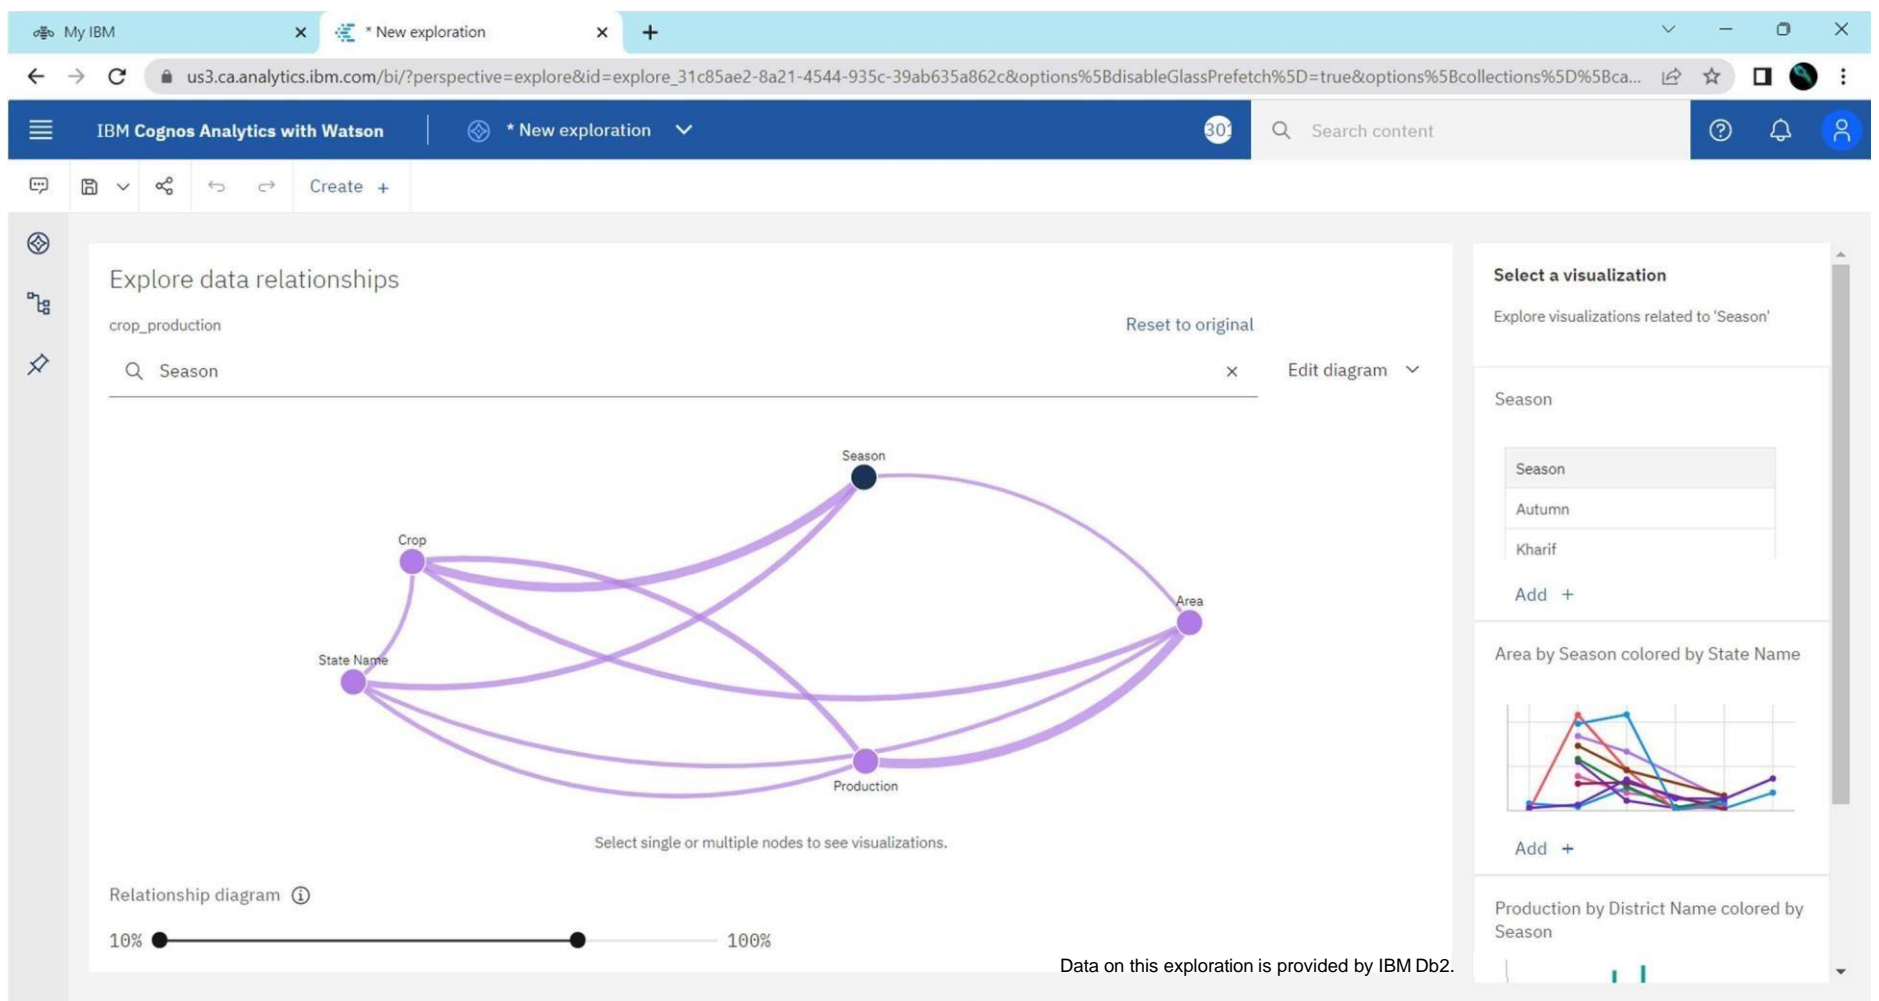 My IBM
* New exploration
us3.ca.analytics.ibm.com/bi/?perspective=explore&id=explore_31c85ae2-8a21-4544-935c-39ab635a862c&options%5BdisableGlassPrefetch%5D=true&options%5Bcollections%5D%5Bca...
IBM Cognos Analytics with Watson
* New exploration
Search content
Create +
Explore data relationships
crop_production
Reset to original
Season
Edit diagram
Season
Crop
Area
State Name
Production
Select single or multiple nodes to see visualizations.
Relationship diagram
10%
100%
Data on this exploration is provided by IBM Db2.
Select a visualization
Explore visualizations related to 'Season'
Season
Season
Autumn
Kharif
Add +
Area by Season colored by State Name
Add +
Production by District Name colored by
Season